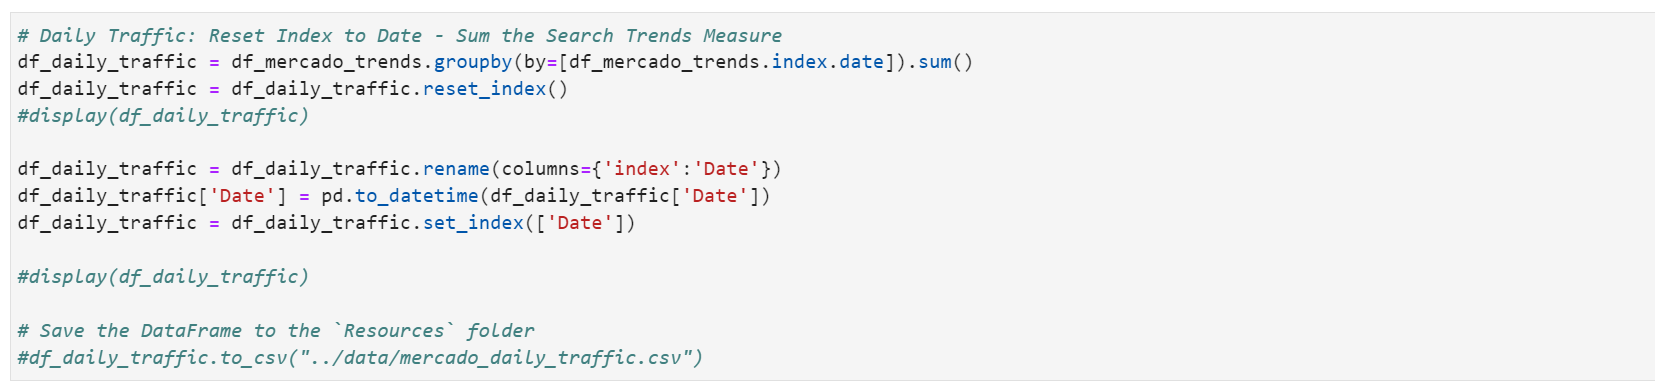 # Daily Traffic: Reset Index to Date - Sum the Search Trends Measure
df_daily_traffic = df_mercado_trends.groupby(by=[df_mercado_trends.index.date]).sum()
df_daily_traffic = df_daily_traffic.reset_index()
#display(df_daily_traffic)
df_daily_traffic = df_daily_traffic.rename(columns={'index':'Date'})
df_daily_traffic['Date'] = pd.to_datetime(df_daily_traffic['Date'])
df_daily_traffic = df_daily_traffic.set_index(['Date'])
#display(df_daily_traffic)
# Save the DataFrame to the `Resources` folder
#df_daily_traffic.to_csv("../data/mercado_daily_traffic.csv")